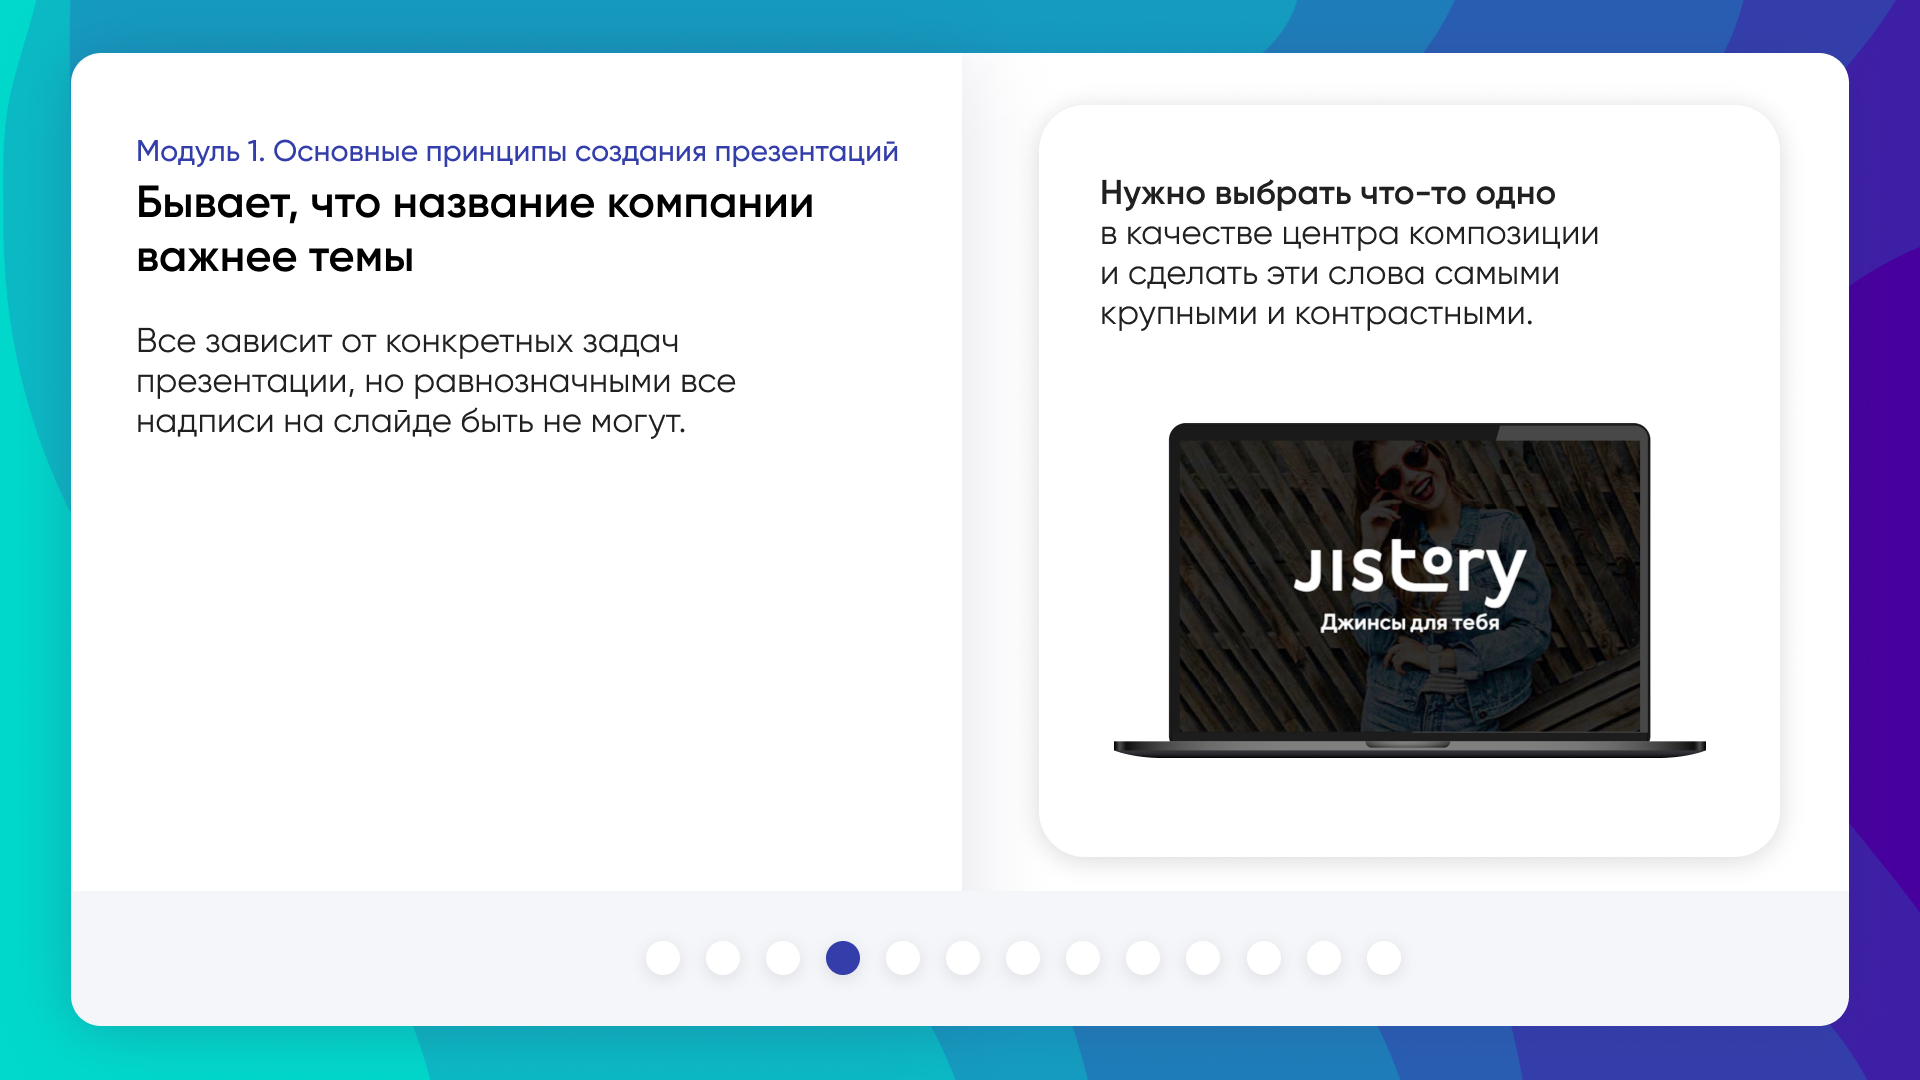 Модуль 1. Основные принципы создания презентаций
Бывает, что название компании
важнее темы
Все зависит от конкретных задач
презентации, но равнозначными все
надписи на слайде быть не могут.
Нужно выбрать что-то одно
в качестве центра композиции
и сделать эти слова самыми
крупными и контрастными.
JIstory
Джинсы для тебя